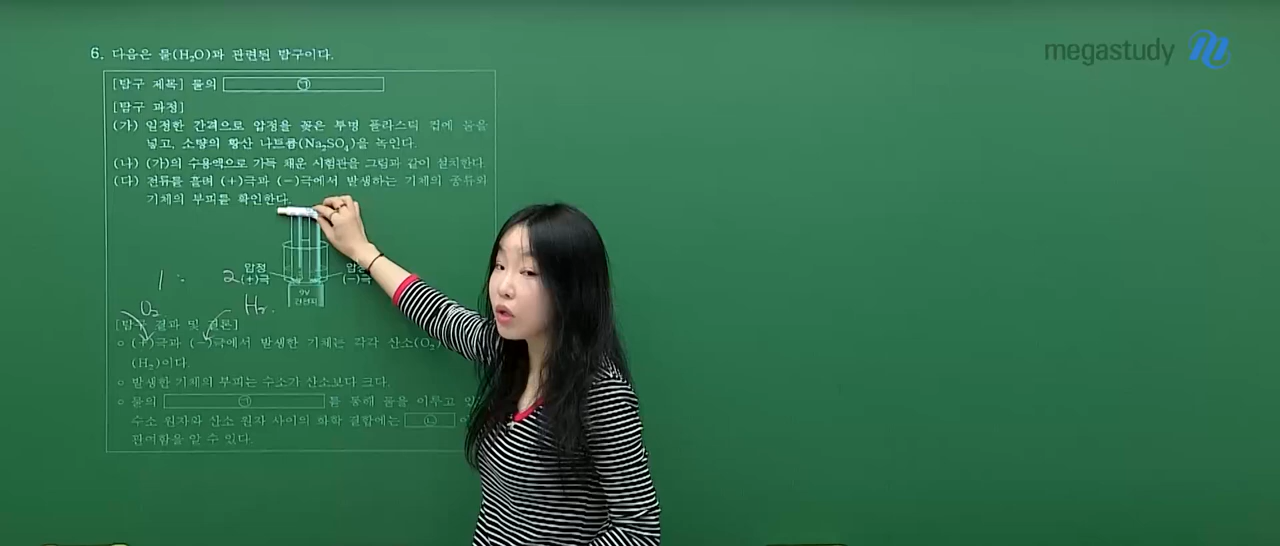 megastudy
6. 다음은 물(H₂O)과 관련된 탐구이다.
[탐구 제목] 물의 ㉠
[탐구 과정]
(가) 일정한 간격으로 압정을 꽂은 투명 플라스틱 컵에 물을
넣고, 소량의 황산 나트륨(Na₂SO₄)을 녹인다.
(나) (가)의 수용액으로 가득 채운 시험관을 그림과 같이 설치한다.
(다) 전류를 흘려 (+)극과 (-)극에서 발생하는 기체의 종류와
기체의 부피를 확인한다.
1 : 2
압정
(+)극
(-)극
9V
건전지
O₂ H₂
[탐구 결과 및 결론]
○ (+)극과 (-)극에서 발생한 기체는 각각 산소(O₂)
(H₂)이다.
○ 발생한 기체의 부피는 수소가 산소보다 크다.
○ 물의 ㉠ 를 통해 물을 이루고
수소 원자와 산소 원자 사이의 화학 결합에는 ㉡
관여함을 알 수 있다.